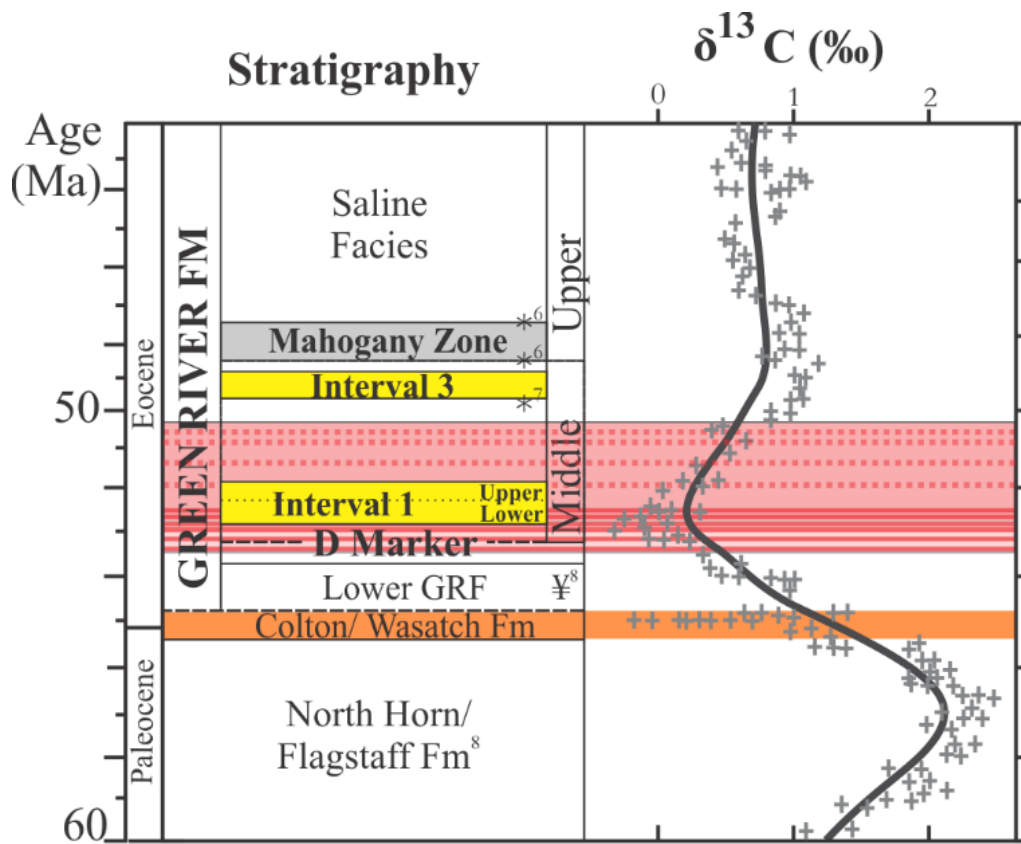 Stratigraphy
δ13 C (‰)
0 1 2
Age
(Ma)
50
60
Eocene
Paleocene
GREEN RIVER FM
Saline
Facies
Upper
*6
Mahogany Zone
*6
Interval 3
*7
Middle
Interval 1
Upper
Lower
D Marker
Lower GRF
¥8
Colton/ Wasatch Fm
North Horn/
Flagstaff Fm8